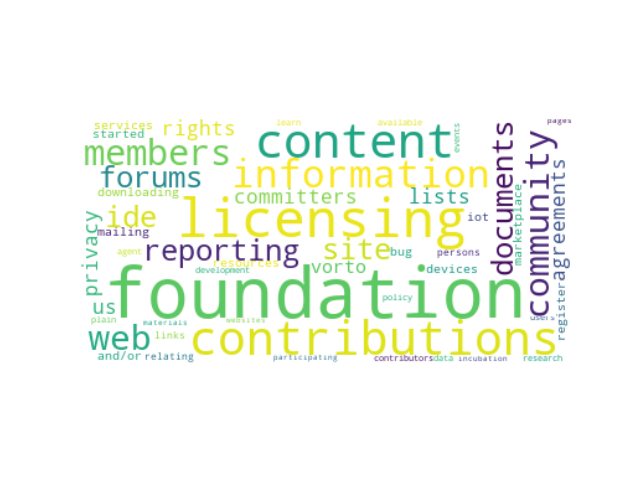 services
rights
learn
available
pages
started
content
events
documents
community
members
forums
information
downloading
committers
lists
agreements
marketplace
privacy
ide
licensing
iot
mailing
reporting
site
bug
persons
agent
resources
vorto
devices
development
foundation
policy
us
plain
materials
websites
users
register
web
links
contributions
and/or
relating
participating
contributors
data
incubation
research